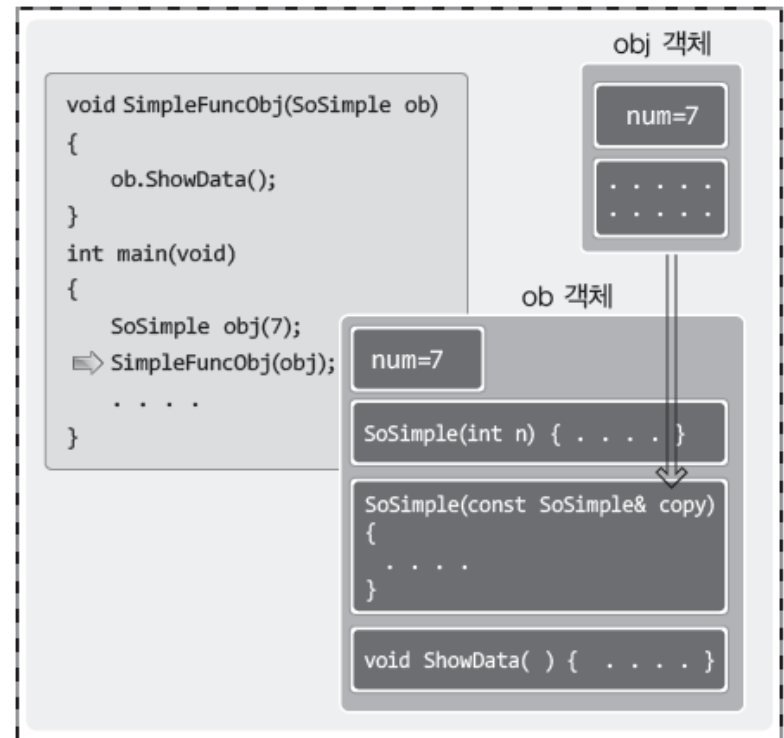 void SimpleFuncObj(SoSimple ob)
{
ob.ShowData();
}
int main(void)
{
SoSimple obj(7);
SimpleFuncObj(obj);
. . . .
}
obj 객체
num=7
. . . . .
. . . . .
ob 객체
num=7
SoSimple(int n) { . . . . }
SoSimple(const SoSimple& copy)
{
. . . .
}
void ShowData( ) { . . . . }